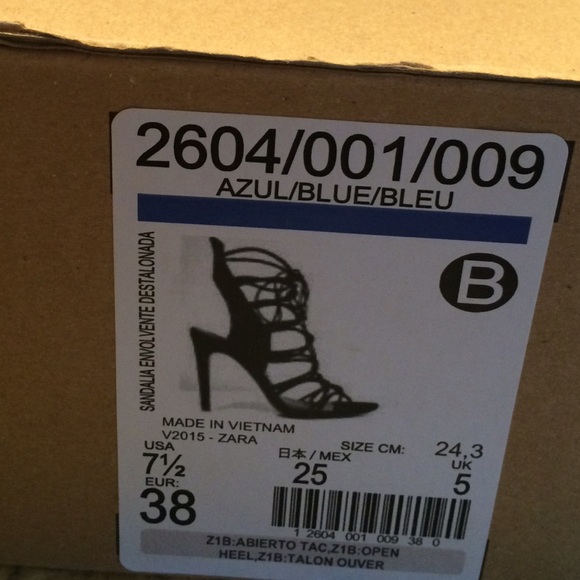 2604/001/009
AZUL/BLUE/BLEU
SANDALIA ENVOLVENTE DESTALONADA
B
MADE IN VIETNAM
V2015 - ZARA
USA
7½
日本/MEX
25
SIZE CM: 24,3
UK
5
EUR:
38
1 2604 001 009 38 0
Z1B:ABIERTO TAC,Z1B:OPEN
HEEL,Z1B:TALON OUVER